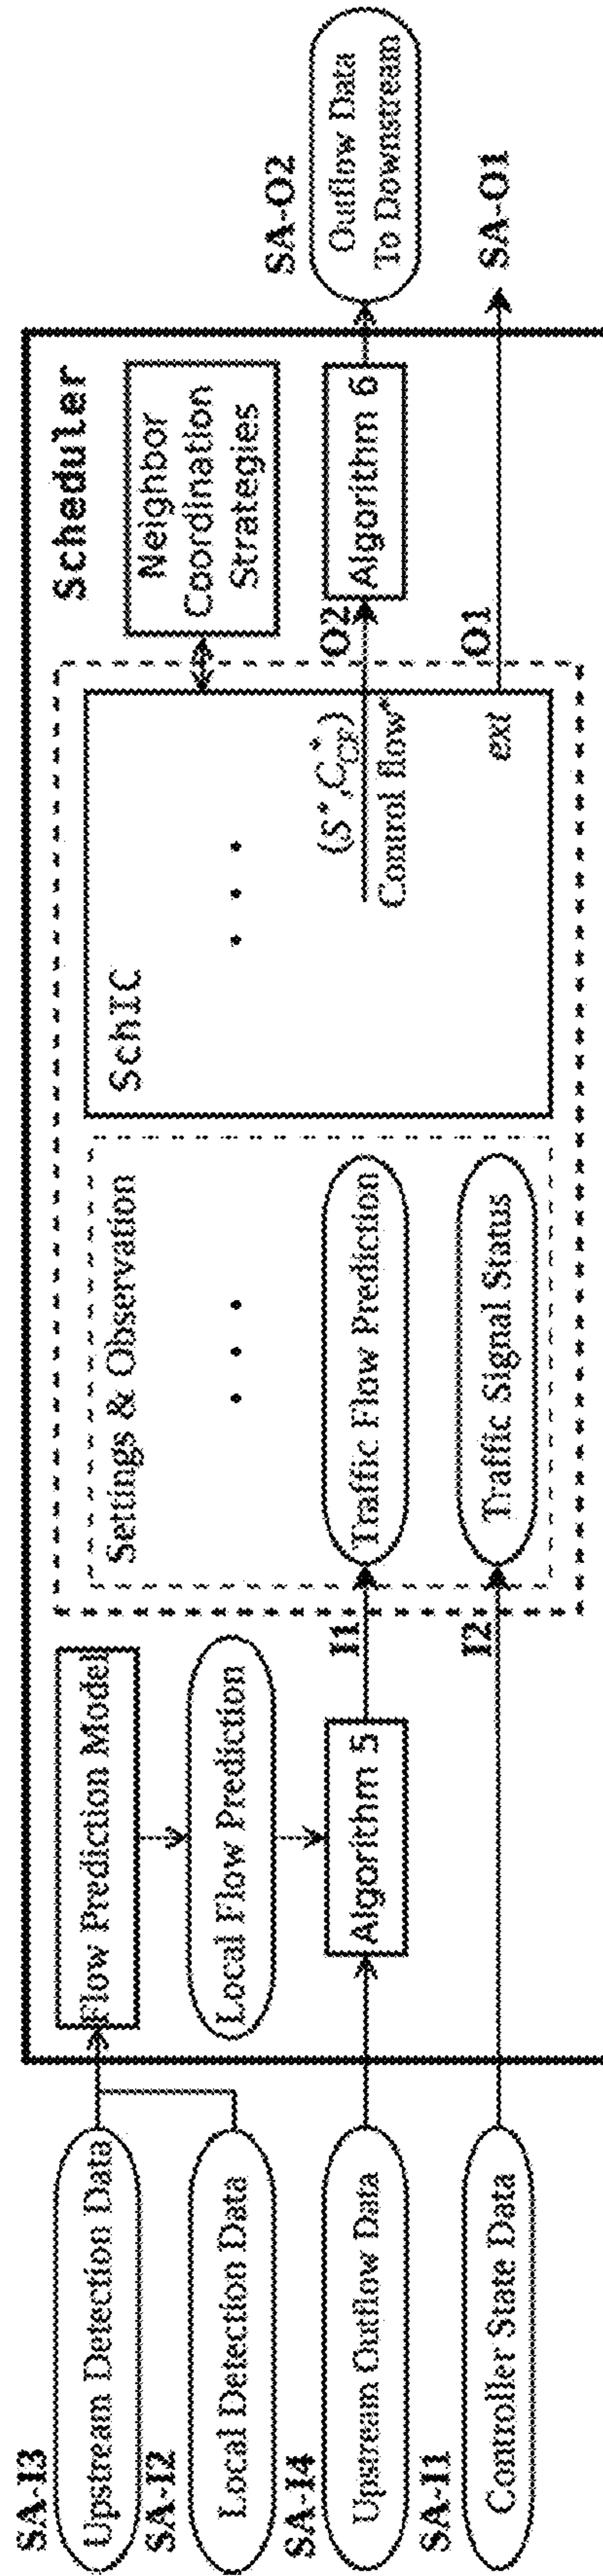 SA-I3
Upstream Detection Data
SA-I2
Local Detection Data
SA-I4
Upstream Outflow Data
SA-I1
Controller State Data
Flow Prediction Model
Local Flow Prediction
Algorithm 5
I1
I2
Settings & Observation
. . .
Traffic Flow Prediction
Traffic Signal Status
SchIC
. . .
(S*,C*CF)
Control flow*
ext
Scheduler
Neighbor
Coordination
Strategies
O2
Algorithm 6
O1
SA-O2
Outflow Data
To Downstream
SA-O1